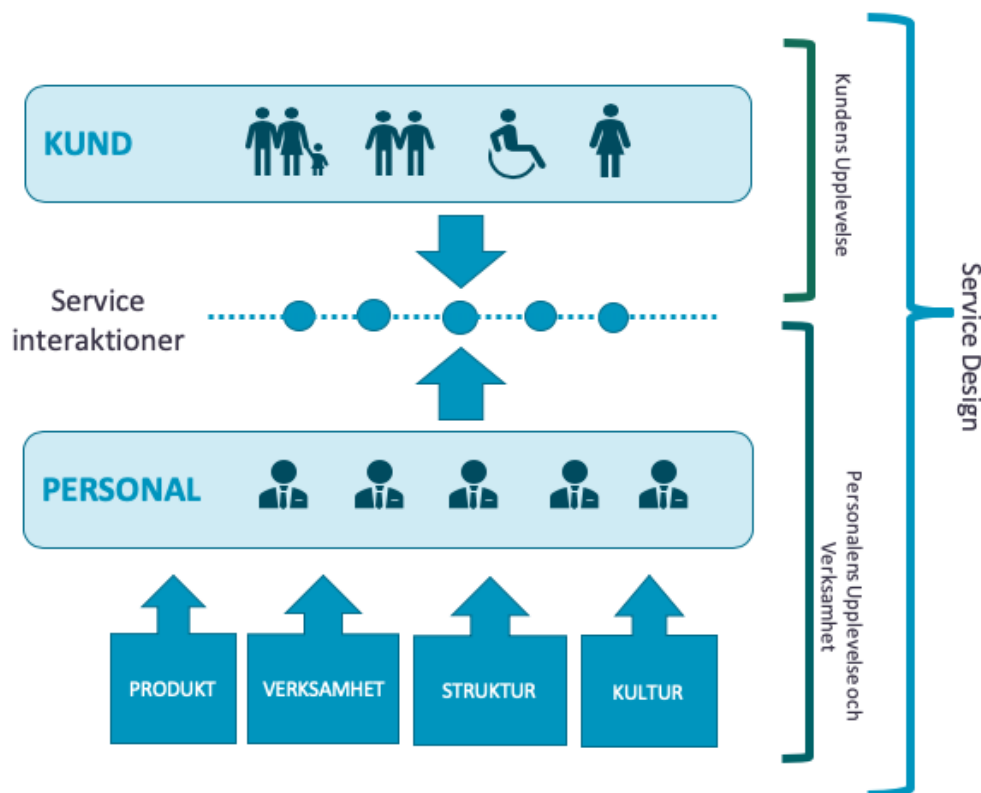 KUND
Service
interaktioner
PERSONAL
PRODUKT
VERKSAMHET
STRUKTUR
KULTUR
Kundens Upplevelse
Personalens Upplevelse och
Verksamhet
Service Design